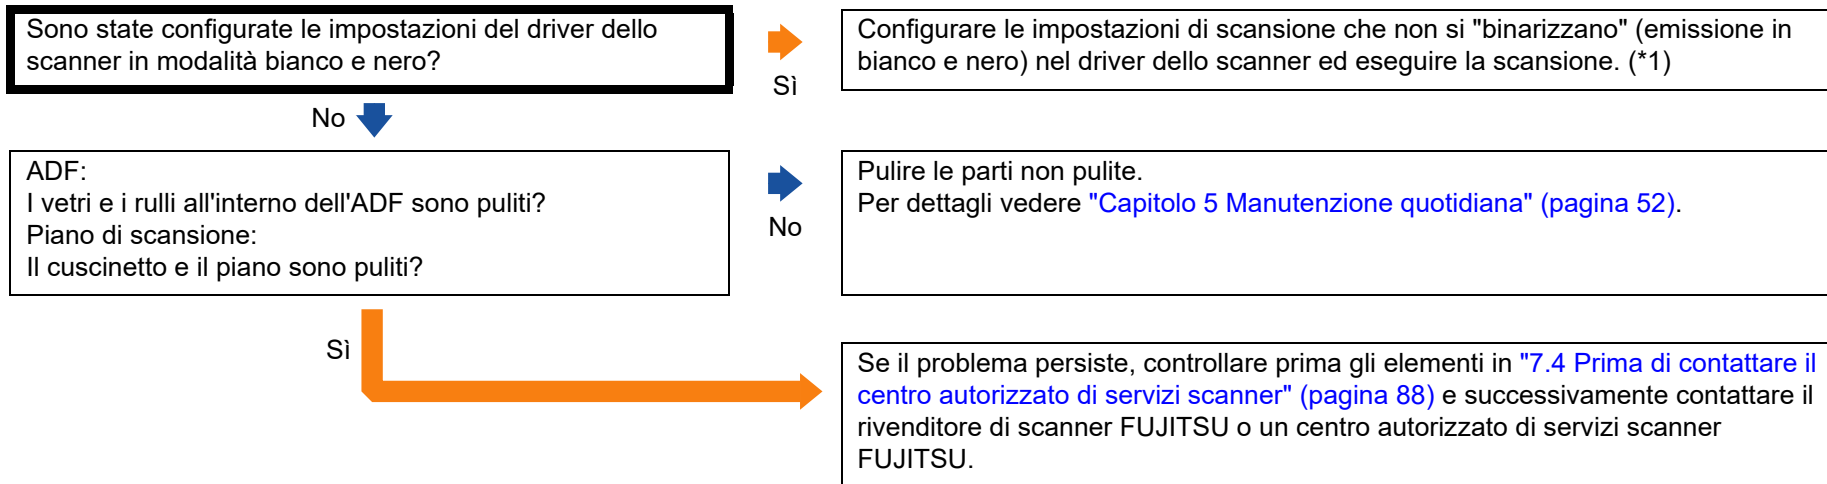 Sono state configurate le impostazioni del driver dello
scanner in modalità bianco e nero?
Sì
Configurare le impostazioni di scansione che non si "binarizzano" (emissione in
bianco e nero) nel driver dello scanner ed eseguire la scansione. (*1)
No
ADF:
I vetri e i rulli all'interno dell'ADF sono puliti?
Piano di scansione:
Il cuscinetto e il piano sono puliti?
No
Pulire le parti non pulite.
Per dettagli vedere "Capitolo 5 Manutenzione quotidiana" (pagina 52).
Sì
Se il problema persiste, controllare prima gli elementi in "7.4 Prima di contattare il
centro autorizzato di servizi scanner" (pagina 88) e successivamente contattare il
rivenditore di scanner FUJITSU o un centro autorizzato di servizi scanner
FUJITSU.